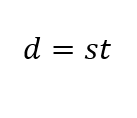 d = st